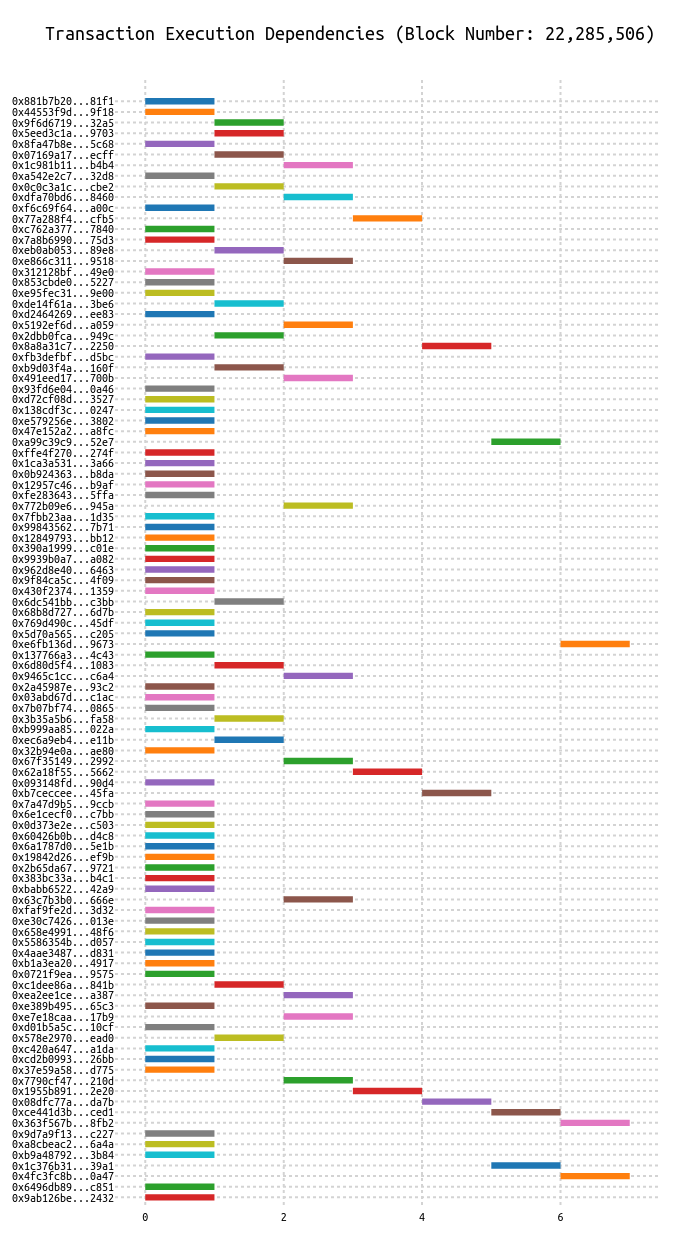 Transaction Execution Dependencies (Block Number: 22,285,506)
0x881b7b20...81f1
0x44553f9d...9f18
0x9f6d6719...32a5
0x5eed3c1a...9703
0x8fa47b8e...5c68
0x07169a17...ecff
0x1c981b11...b4b4
0xa542e2c7...32d8
0x0c0c3a1c...cbe2
0xdfa70bd6...8460
0xf6c69f64...a00c
0x77a288f4...cfb5
0xc762a377...7840
0x7a8b6990...75d3
0xeb0ab053...89e8
0xe866c311...9518
0x312128bf...49e0
0x853cbde0...5227
0xe95fec31...9e00
0xde14f61a...3be6
0xd2464269...ee83
0x5192ef6d...a059
0x2dbb0fca...949c
0x8a8a31c7...2250
0xfb3defbf...d5bc
0xb9d03f4a...160f
0x491eed17...700b
0x93fd6e04...0a46
0xd72cf08d...3527
0x138cdf3c...0247
0xe579256e...3802
0x47e152a2...a8fc
0xa99c39c9...52e7
0xffe4f270...274f
0x1ca3a531...3a66
0x0b924363...b8da
0x12957c46...b9af
0xfe283643...5ffa
0x772b09e6...945a
0x7fbb23aa...1d35
0x99843562...7b71
0x12849793...bb12
0x390a1999...c01e
0x9939b0a7...a082
0x962d8e40...6463
0x9f84ca5c...4f09
0x430f2374...1359
0x6dc541bb...c3bb
0x68b8d727...6d7b
0x769d490c...45df
0x5d70a565...c205
0xe6fb136d...9673
0x137766a3...4c43
0x6d80d5f4...1083
0x9465c1cc...c6a4
0x2a45987e...93c2
0x03abd67d...c1ac
0x7b07bf74...0865
0x3b35a5b6...fa58
0xb999aa85...022a
0xec6a9eb4...e11b
0x32b94e0a...ae80
0x67f35149...2992
0x62a18f55...5662
0x093148fd...90d4
0xb7ceccee...45fa
0x7a47d9b5...9ccb
0x6e1cecf0...c7bb
0x0d373e2e...c503
0x60426b0b...d4c8
0x6a1787d0...5e1b
0x19842d26...ef9b
0x2b65da67...9721
0x383bc33a...b4c1
0xbabb6522...42a9
0x63c7b3b0...666e
0xfaf9fe2d...3d32
0xe30c7426...013e
0x658e4991...48f6
0x5586354b...d057
0x4aae3487...d831
0xb1a3ea20...4917
0x0721f9ea...9575
0xc1dee86a...841b
0xea2ee1ce...a387
0xe389b495...65c3
0xe7e18caa...17b9
0xd01b5a5c...10cf
0x578e2970...ead0
0xc420a647...a1da
0xcd2b0993...26bb
0x37e59a58...d775
0x7790cf47...210d
0x1955b891...2e20
0x08dfc77a...da7b
0xce441d3b...ced1
0x363f567b...8fb2
0x9d7a9f13...c227
0xa8cbeac2...6a4a
0xb9a48792...3b84
0x1c376b31...39a1
0x4fc3fc8b...0a47
0x6496db89...c851
0x9ab126be...2432
0 2 4 6